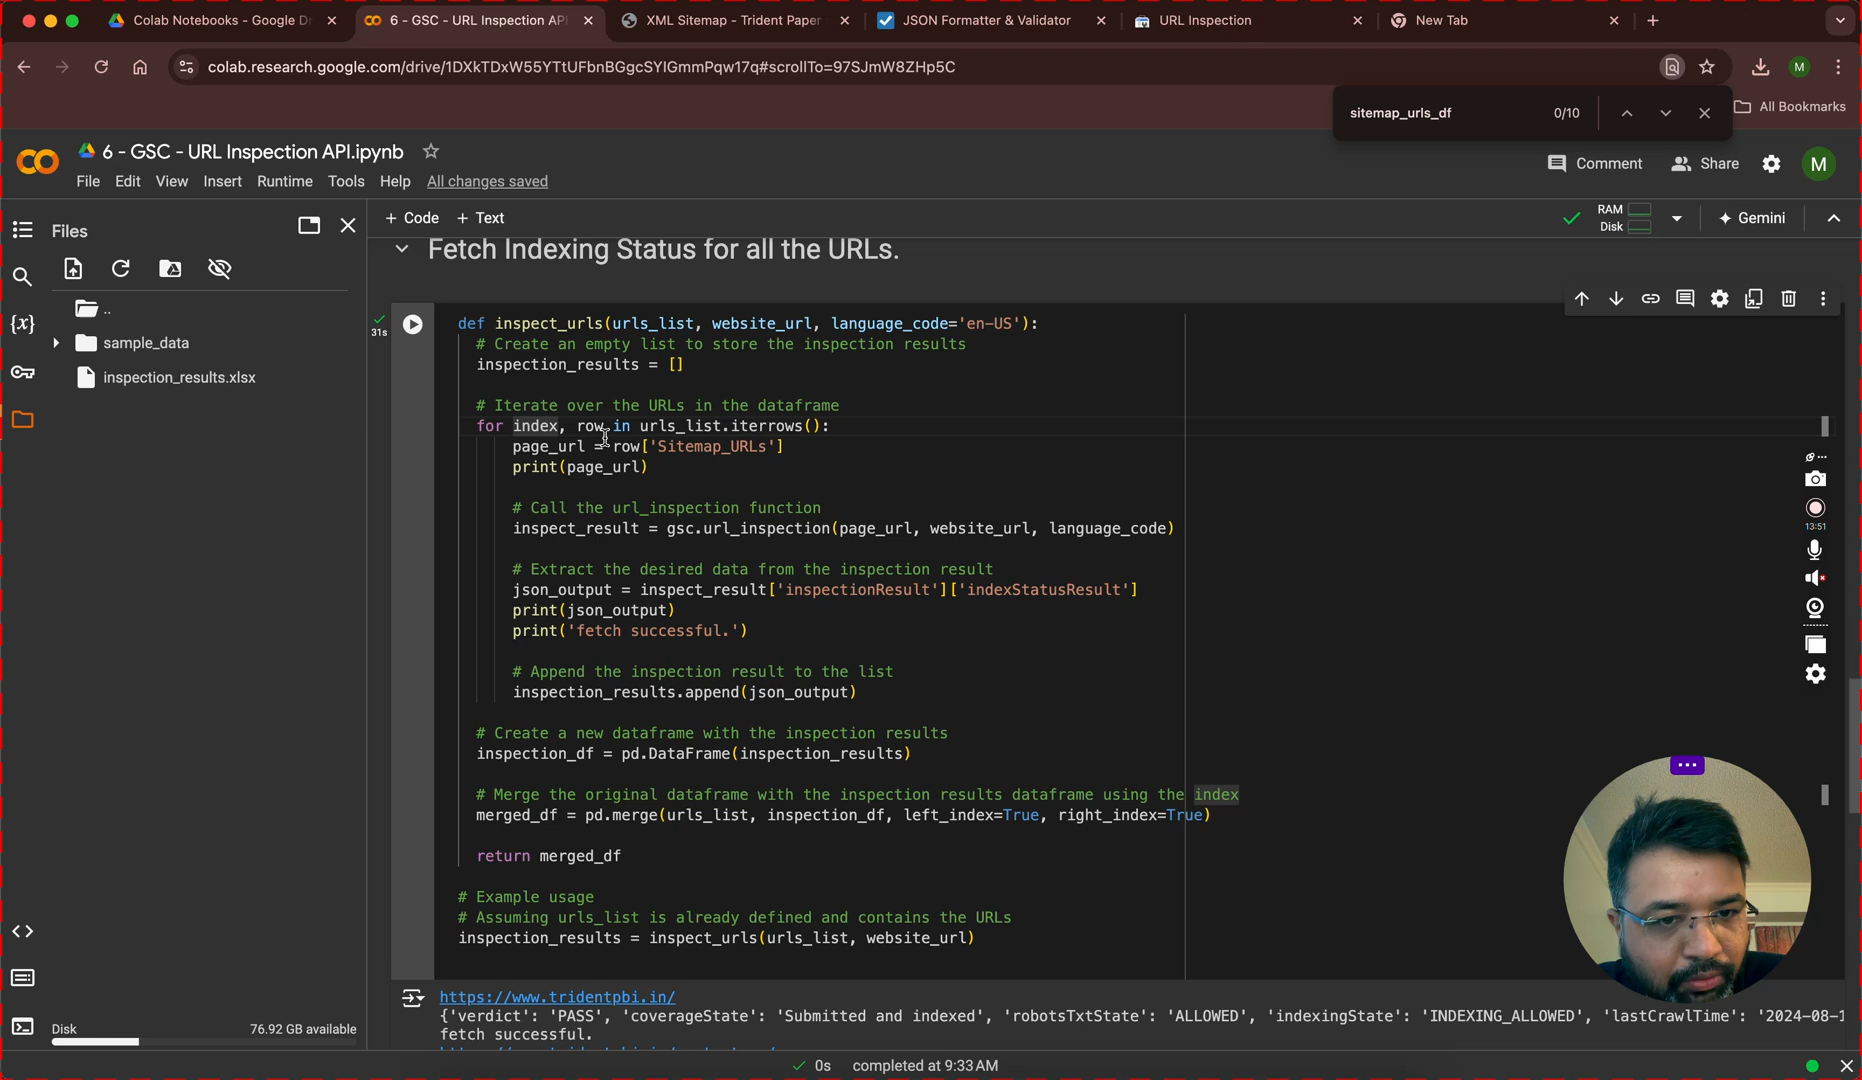 Colab Notebooks - Google Dr
6 - GSC - URL Inspection API
XML Sitemap - Trident Paper
JSON Formatter & Validator
URL Inspection
New Tab
colab.research.google.com/drive/1DXkTDxW55YTtUFbnBGgcSYIGmmPqw17q#scrollTo=97SJmW8ZHp5C
M
sitemap_urls_df
0/10
All Bookmarks
CO
6 - GSC - URL Inspection API.ipynb
File Edit View Insert Runtime Tools Help All changes saved
Comment
Share
M
Files
+ Code + Text
RAM
Disk
Gemini
..
sample_data
inspection_results.xlsx
Disk
76.92 GB available
Fetch Indexing Status for all the URLs.
31s
def inspect_urls(urls_list, website_url, language_code='en-US'):
# Create an empty list to store the inspection results
inspection_results = []
# Iterate over the URLs in the dataframe
for index, row in urls_list.iterrows():
page_url = row['Sitemap_URLs']
print(page_url)
# Call the url_inspection function
inspect_result = gsc.url_inspection(page_url, website_url, language_code)
# Extract the desired data from the inspection result
json_output = inspect_result['inspectionResult']['indexStatusResult']
print(json_output)
print('fetch successful.')
# Append the inspection result to the list
inspection_results.append(json_output)
# Create a new dataframe with the inspection results
inspection_df = pd.DataFrame(inspection_results)
# Merge the original dataframe with the inspection results dataframe using the index
merged_df = pd.merge(urls_list, inspection_df, left_index=True, right_index=True)
return merged_df
# Example usage
# Assuming urls_list is already defined and contains the URLs
inspection_results = inspect_urls(urls_list, website_url)
13:51
https://www.tridentpbi.in/
{'verdict': 'PASS', 'coverageState': 'Submitted and indexed', 'robotsTxtState': 'ALLOWED', 'indexingState': 'INDEXING_ALLOWED', 'lastCrawlTime': '2024-08-1
fetch successful.
0s completed at 9:33 AM